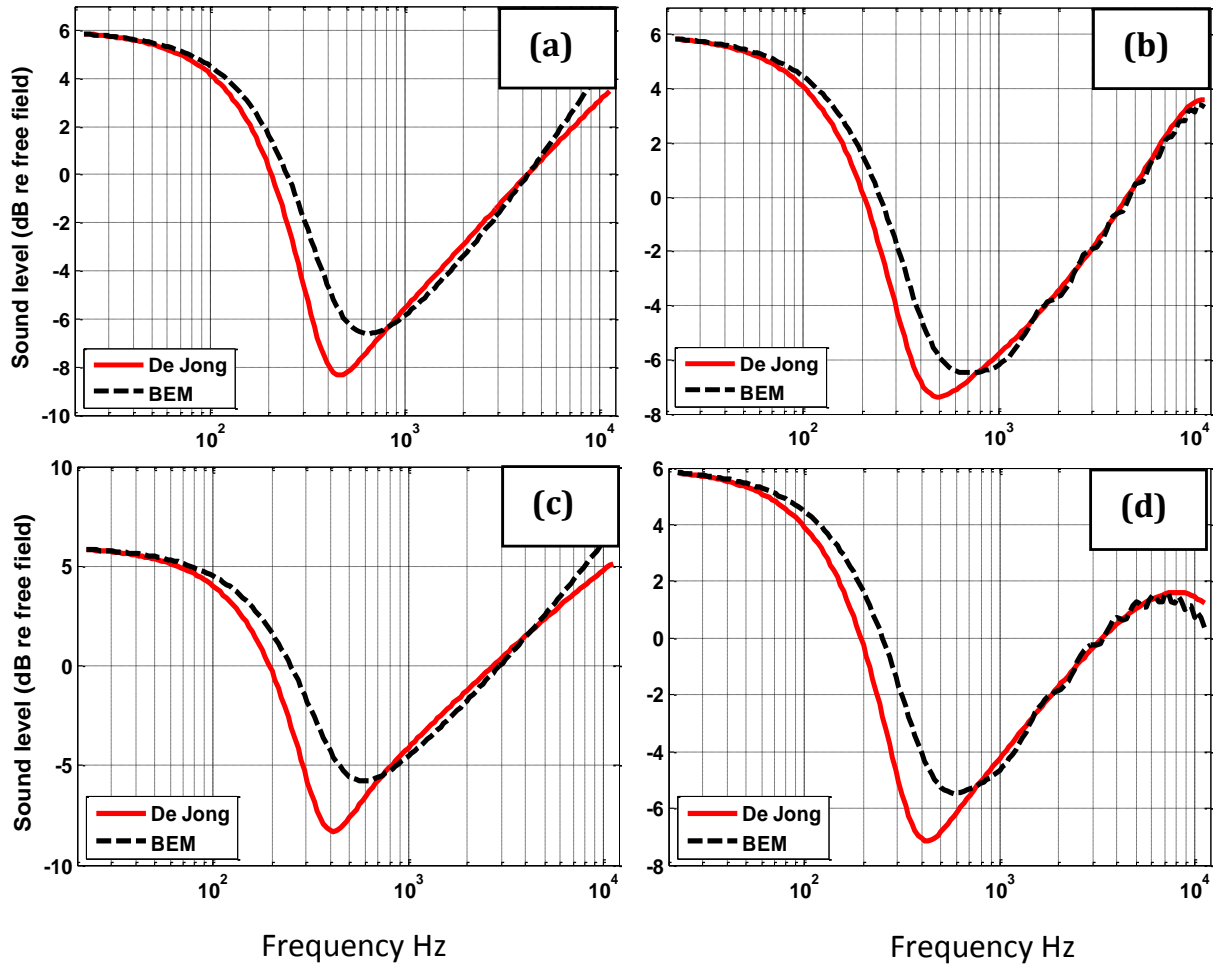 (a)
Sound level (dB re free field)
6
4
2
0
-2
-4
-6
-8
-10
De Jong
BEM
10^2
10^3
10^4
(b)
6
4
2
0
-2
-4
-6
-8
De Jong
BEM
10^2
10^3
10^4
(c)
Sound level (dB re free field)
10
5
0
-5
-10
De Jong
BEM
10^2
10^3
10^4
Frequency Hz
(d)
6
4
2
0
-2
-4
-6
-8
De Jong
BEM
10^2
10^3
10^4
Frequency Hz